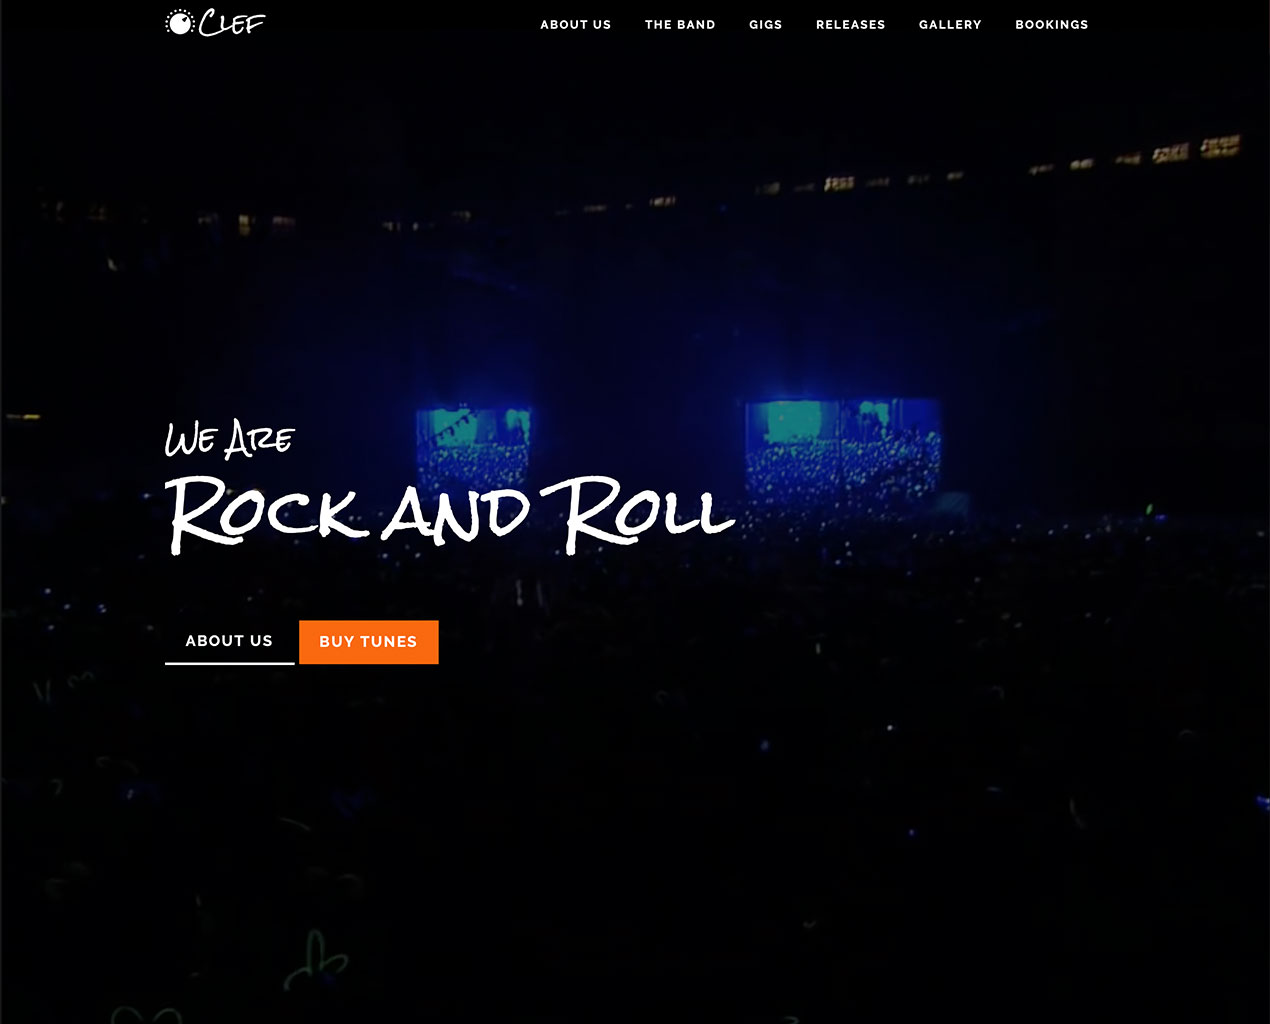 Clef
ABOUT US THE BAND GIGS RELEASES GALLERY BOOKINGS
We Are
Rock and Roll
ABOUT US BUY TUNES